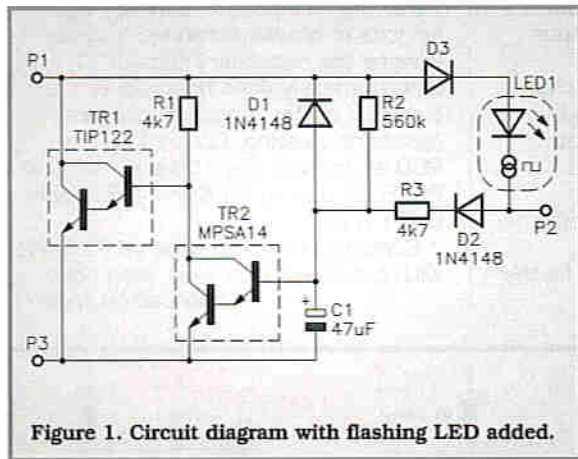 P1
D3
LED1
TR1
TIP122
R1
4k7
D1
1N4148
R2
560k
R3
4k7
D2
1N4148
P2
TR2
MPSA14
+
C1
47uF
P3
Figure 1. Circuit diagram with flashing LED added.